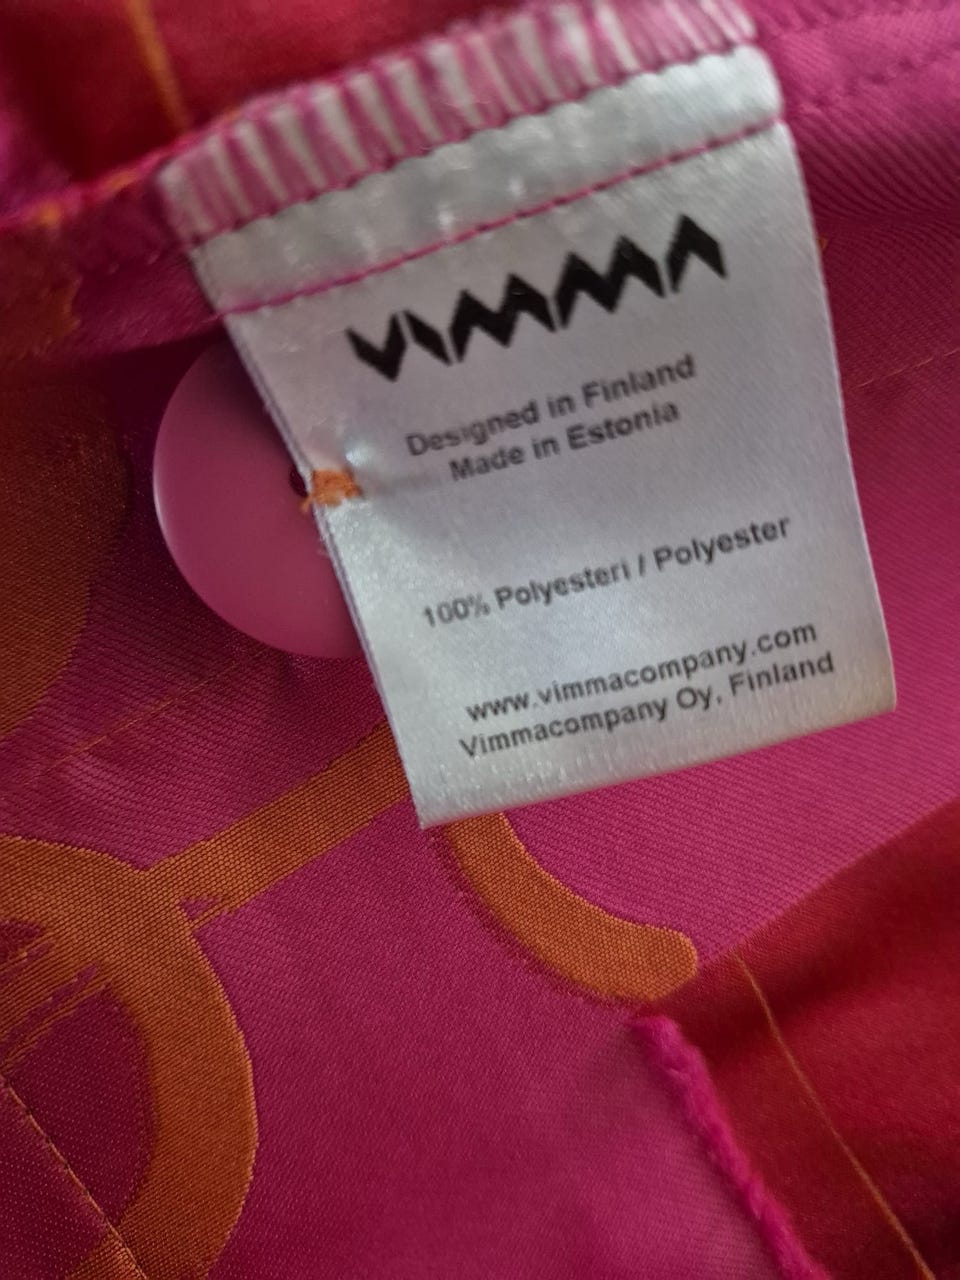 VIMMA
Designed in Finland
Made in Estonia
100% Polyesteri / Polyester
www.vimmacompany.com
Vimmacompany Oy, Finland